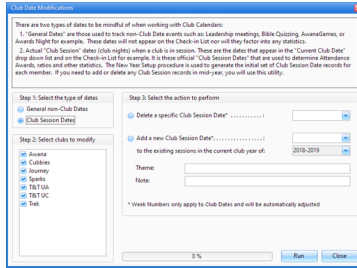 Club Date Modifications
There are two types of dates to be mindful of when working with Club Calendars:
1. "General Dates" are those used to track non-Club Date events such as: Leadership meetings, Bible Quizzing, AwanaGames, or
Awards Night for example. These dates will not appear on the Check-in List nor will they factor into any statistics.
2. Actual "Club Session" dates (club nights) when a club is in session. These are the dates that appear in the "Current Club Date"
drop down list and on the Check-in List for example. It is these official "Club Session Dates" that are used to determine Attendance
Awards, ratios and other statistics. The New Year Setup procedure is used to generate the initial set of Club Session Date records for
each member. If you need to add or delete any Club Session records in mid-year, you will use this utility.
Step 1: Select the type of dates
General non-Club Dates
Club Session Dates
Step 2: Select clubs to modify
Awana
Cubbies
Journey
Sparks
T&T UA
T&T UC
Trek
Step 3: Select the action to perform
Delete a specific Club Session Date* . . . . . . . . . . . :
Add a new Club Session Date*. . . . . . . . . . . . . . . :
to the existing sessions in the current club year of: 2018-2019
Theme:
Note:
* Week Numbers only apply to Club Dates and will be automatically adjusted
0 %
Run
Close